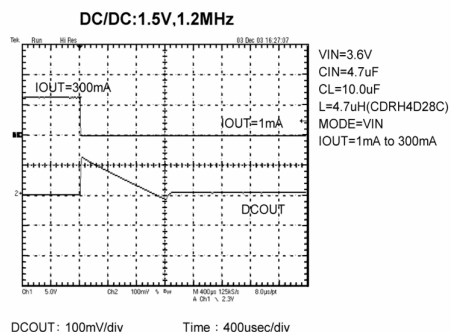 DC/DC:1.5V,1.2MHz
Tek Run Hi Res 03 Dec 03 16:27:07
IOUT=300mA
IOUT=1mA
DCOUT
VIN=3.6V
CIN=4.7uF
CL=10.0uF
L=4.7uH(CDRH4D28C)
MODE=VIN
IOUT=1mA to 300mA
Ch1 5.0V Ch2 100mV M 400µs 125kS/s 8.0µs/pt
A Ch1 2.3V
DCOUT: 100mV/div Time : 400usec/div